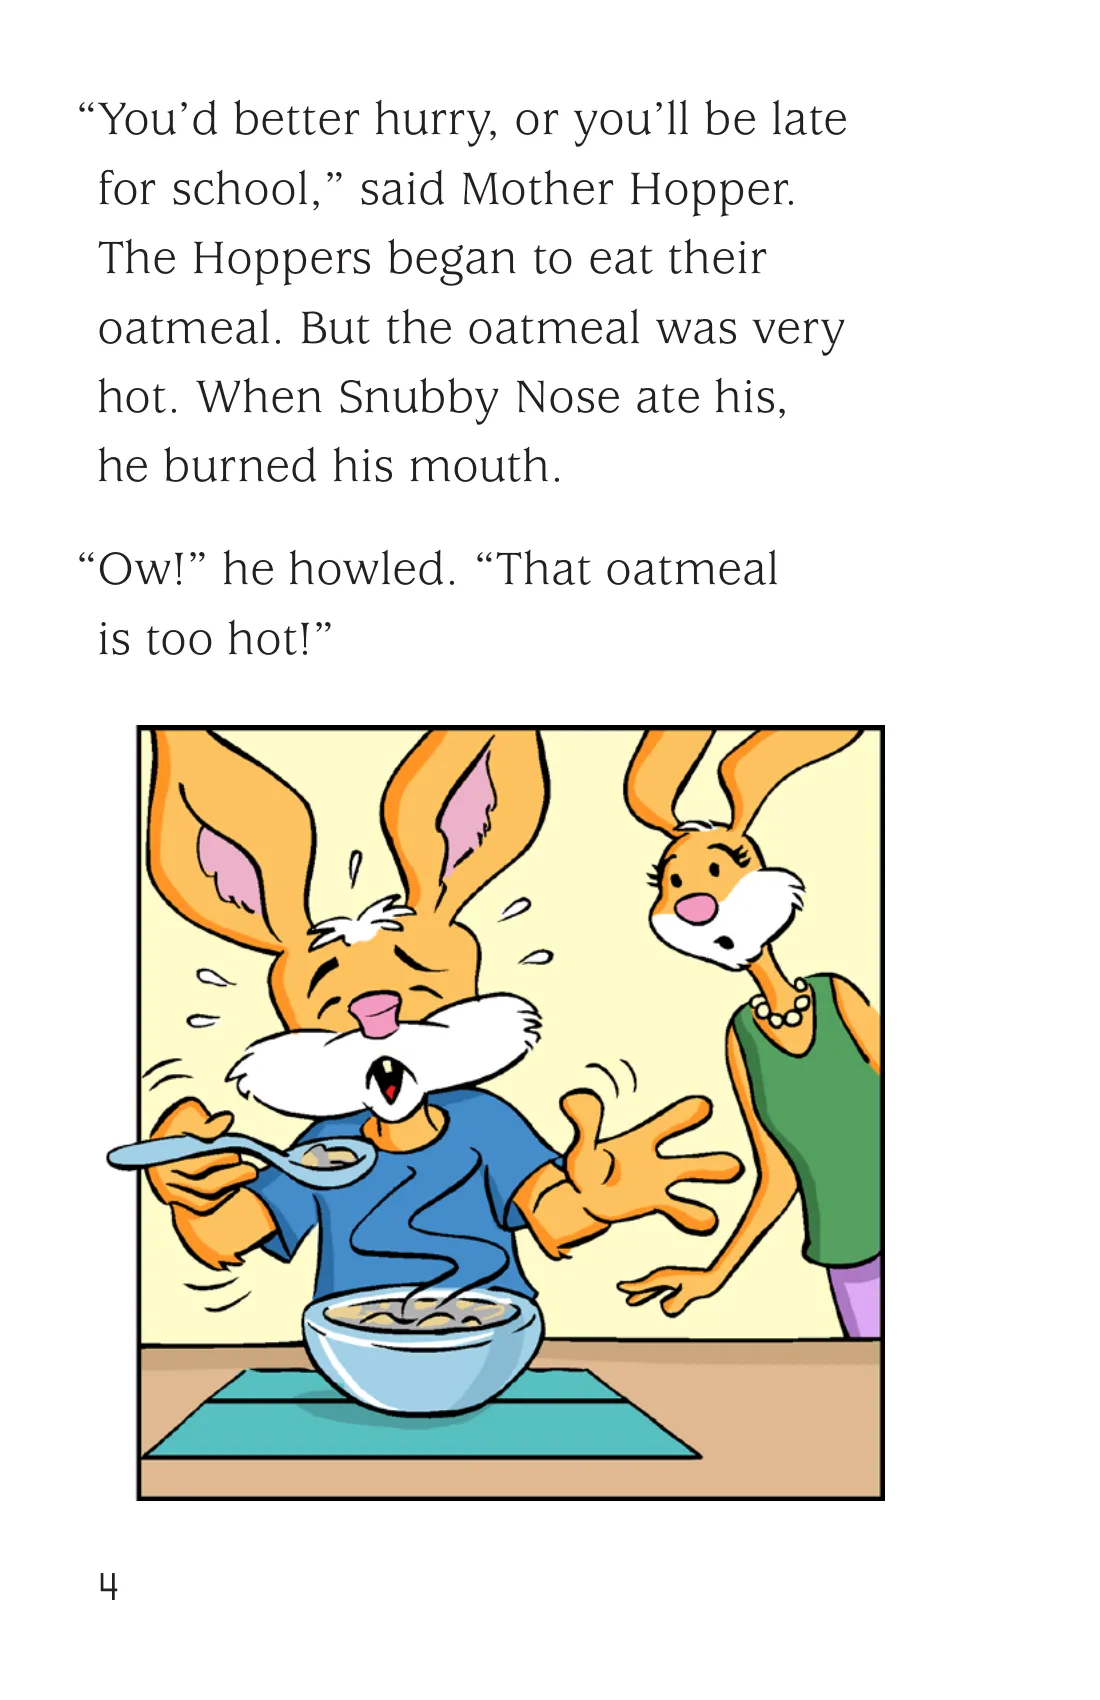 “You’d better hurry, or you’ll be late
for school,” said Mother Hopper.
The Hoppers began to eat their
oatmeal. But the oatmeal was very
hot. When Snubby Nose ate his,
he burned his mouth.
“Ow!” he howled. “That oatmeal
is too hot!”
4